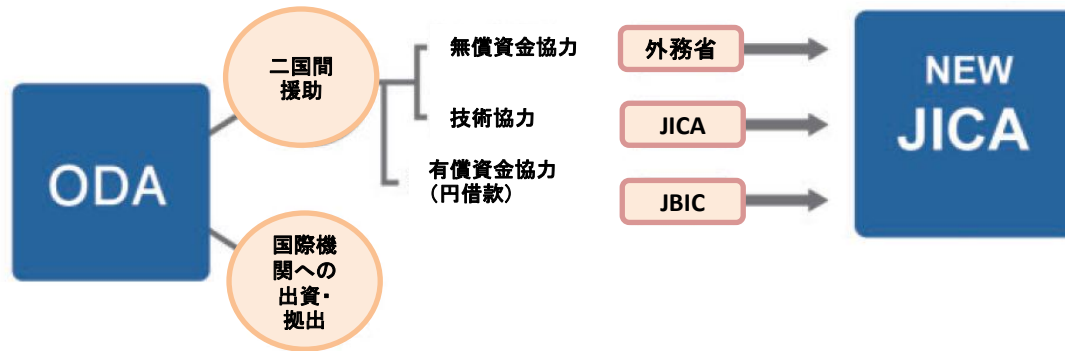 ODA
二国間
援助
国際機
関への
出資・
拠出
無償資金協力
技術協力
有償資金協力
（円借款）
外務省
JICA
JBIC
NEW
JICA